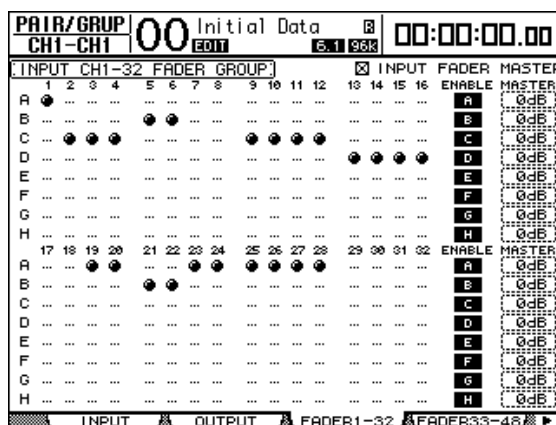 PAIR/GRUP 00 Initial Data R 00:00:00.00
CH1-CH1 EDIT 6.1 96k
INPUT CH1-32 FADER GROUP INPUT FADER MASTER
1 2 3 4 5 6 7 8 9 10 11 12 13 14 15 16 ENABLE MASTER
A A 0dB
B B 0dB
C C 0dB
D D 0dB
E E 0dB
F F 0dB
G G 0dB
H H 0dB
17 18 19 20 21 22 23 24 25 26 27 28 29 30 31 32 ENABLE MASTER
A A 0dB
B B 0dB
C C 0dB
D D 0dB
E E 0dB
F F 0dB
G G 0dB
H H 0dB
INPUT OUTPUT FADER1-32 FADER33-48